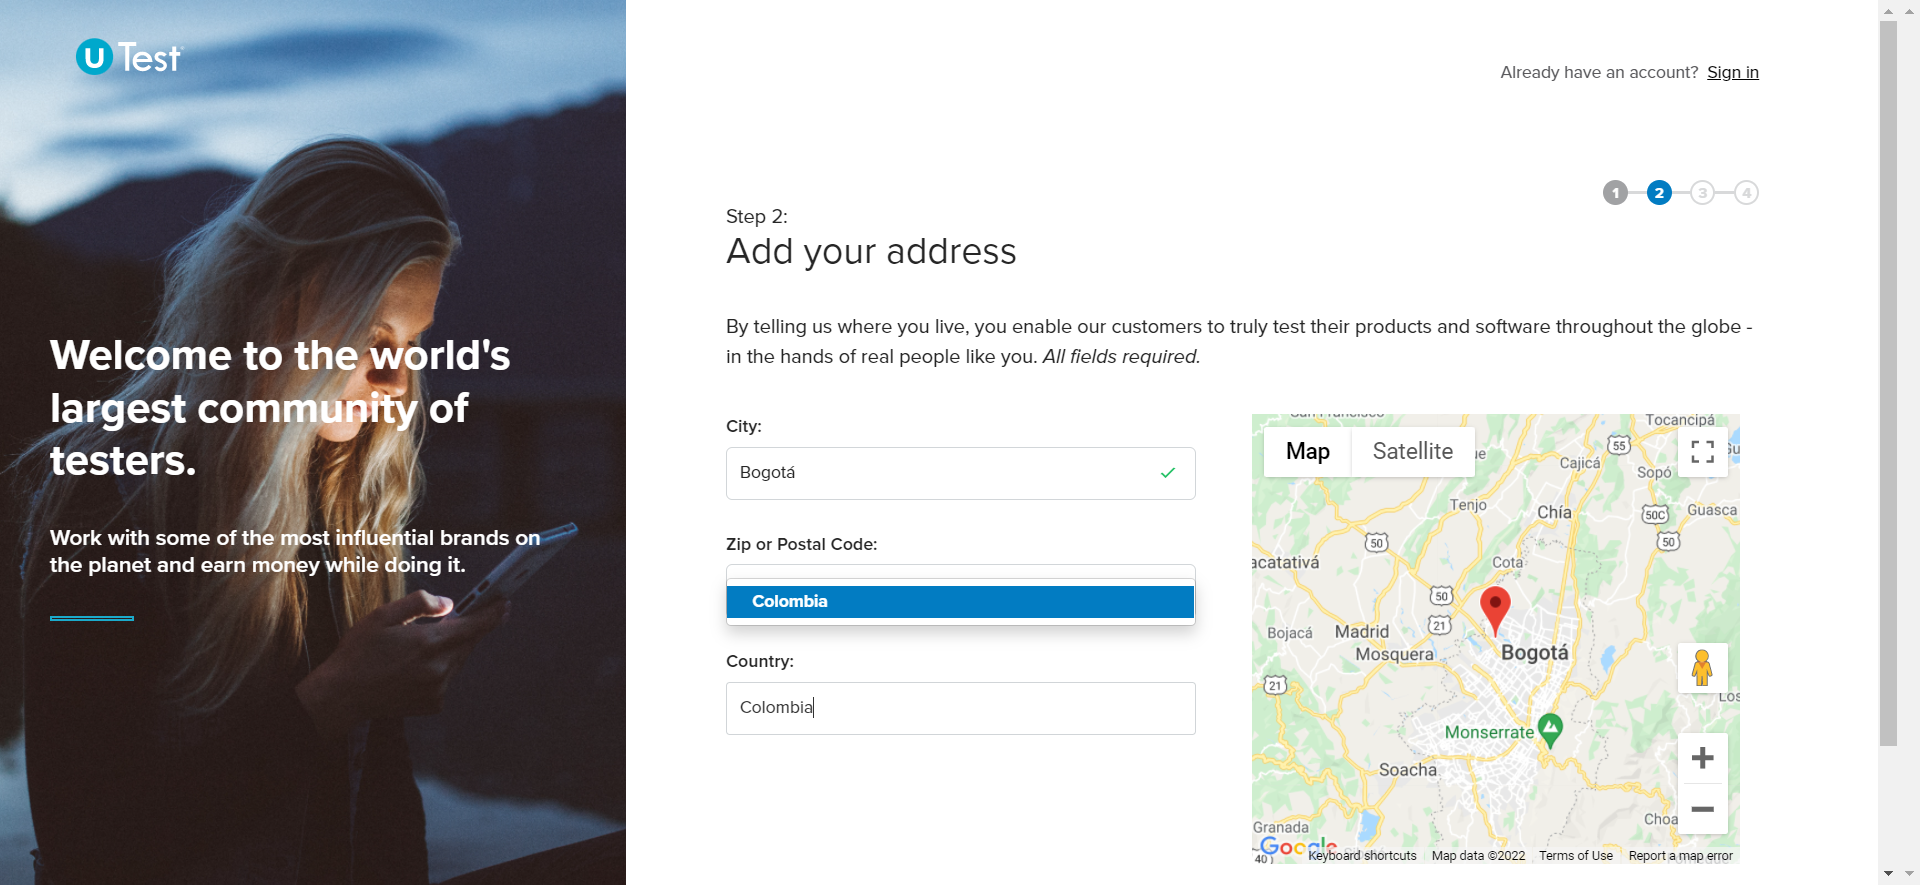 U Test
Already have an account? Sign in
1 2 3 4
Step 2:
Add your address
By telling us where you live, you enable our customers to truly test their products and software throughout the globe -
in the hands of real people like you. All fields required.
Welcome to the world's
largest community of
testers.
Work with some of the most influential brands on
the planet and earn money while doing it.
City:
Bogotá
Zip or Postal Code:
Colombia
Country:
Colombia
Map Satellite
Tocancipá
55
Cajicá
Sopó
Tenjo
Chía
50C
Guasca
50
50
acatativá
Cota
50
21
Bojacá
Madrid
Mosquera
Bogotá
21
Los
Monserrate
Soacha
Choa
Granada
40
Google
Keyboard shortcuts Map data ©2022 Terms of Use Report a map error